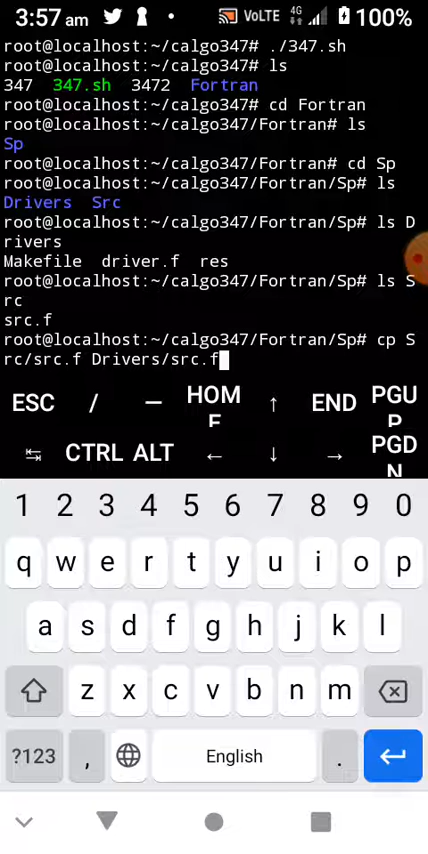 3:57 am VoLTE 4G 100%
root@localhost:~/calgo347# ./347.sh
root@localhost:~/calgo347# ls
347  347.sh  3472  Fortran
root@localhost:~/calgo347# cd Fortran
root@localhost:~/calgo347/Fortran# ls
Sp
root@localhost:~/calgo347/Fortran# cd Sp
root@localhost:~/calgo347/Fortran/Sp# ls
Drivers  Src
root@localhost:~/calgo347/Fortran/Sp# ls D
rivers
Makefile  driver.f  res
root@localhost:~/calgo347/Fortran/Sp# ls S
rc
src.f
root@localhost:~/calgo347/Fortran/Sp# cp S
rc/src.f Drivers/src.f
ESC / — HOME ↑ END PGUP
↹ CTRL ALT ← ↓ → PGDN
1 2 3 4 5 6 7 8 9 0
q w e r t y u i o p
a s d f g h j k l
z x c v b n m
?123 , English .